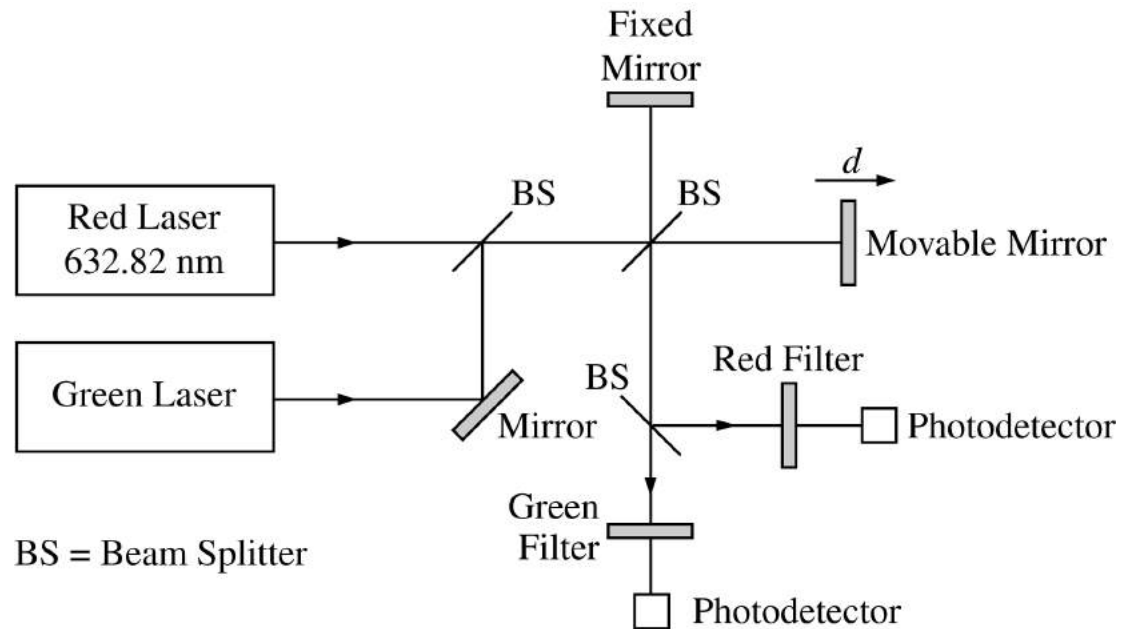 Fixed
Mirror
d
BS
BS
Red Laser
632.82 nm
Movable Mirror
Green Laser
Mirror
BS
Red Filter
Photodetector
Green
Filter
BS = Beam Splitter
Photodetector